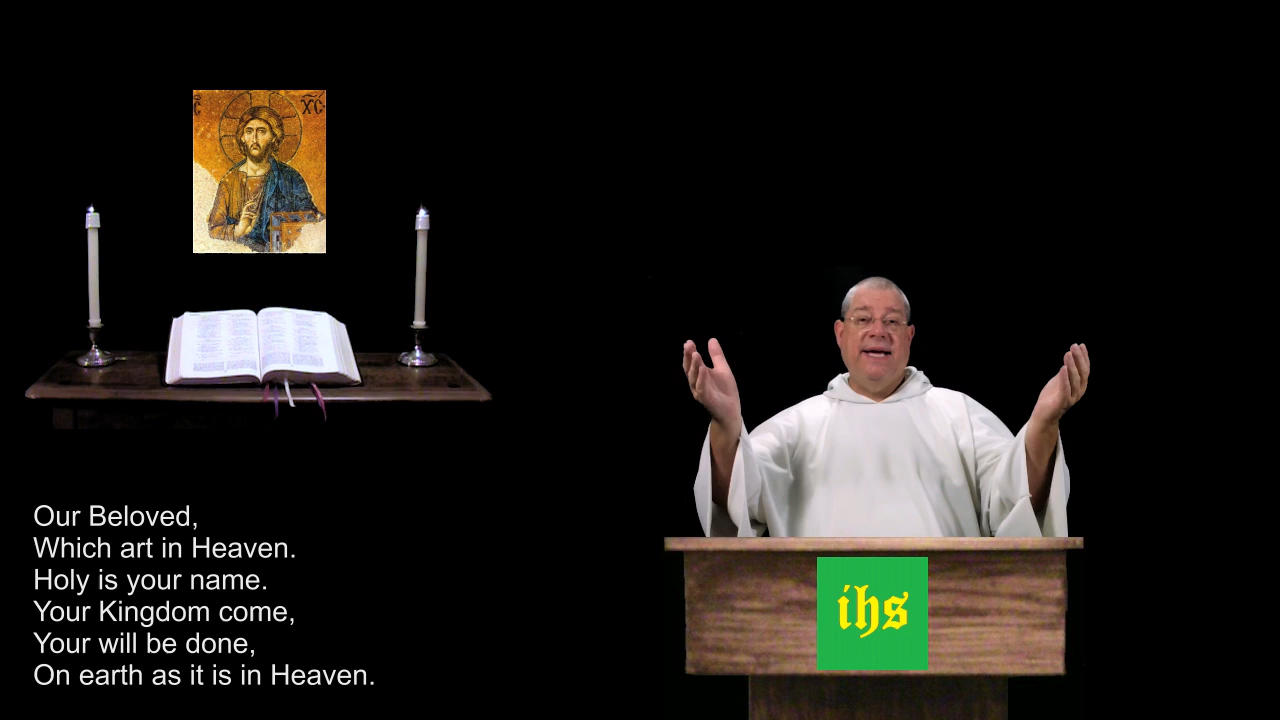 XC
Our Beloved,
Which art in Heaven.
Holy is your name.
Your Kingdom come,
Your will be done,
On earth as it is in Heaven.
ihs